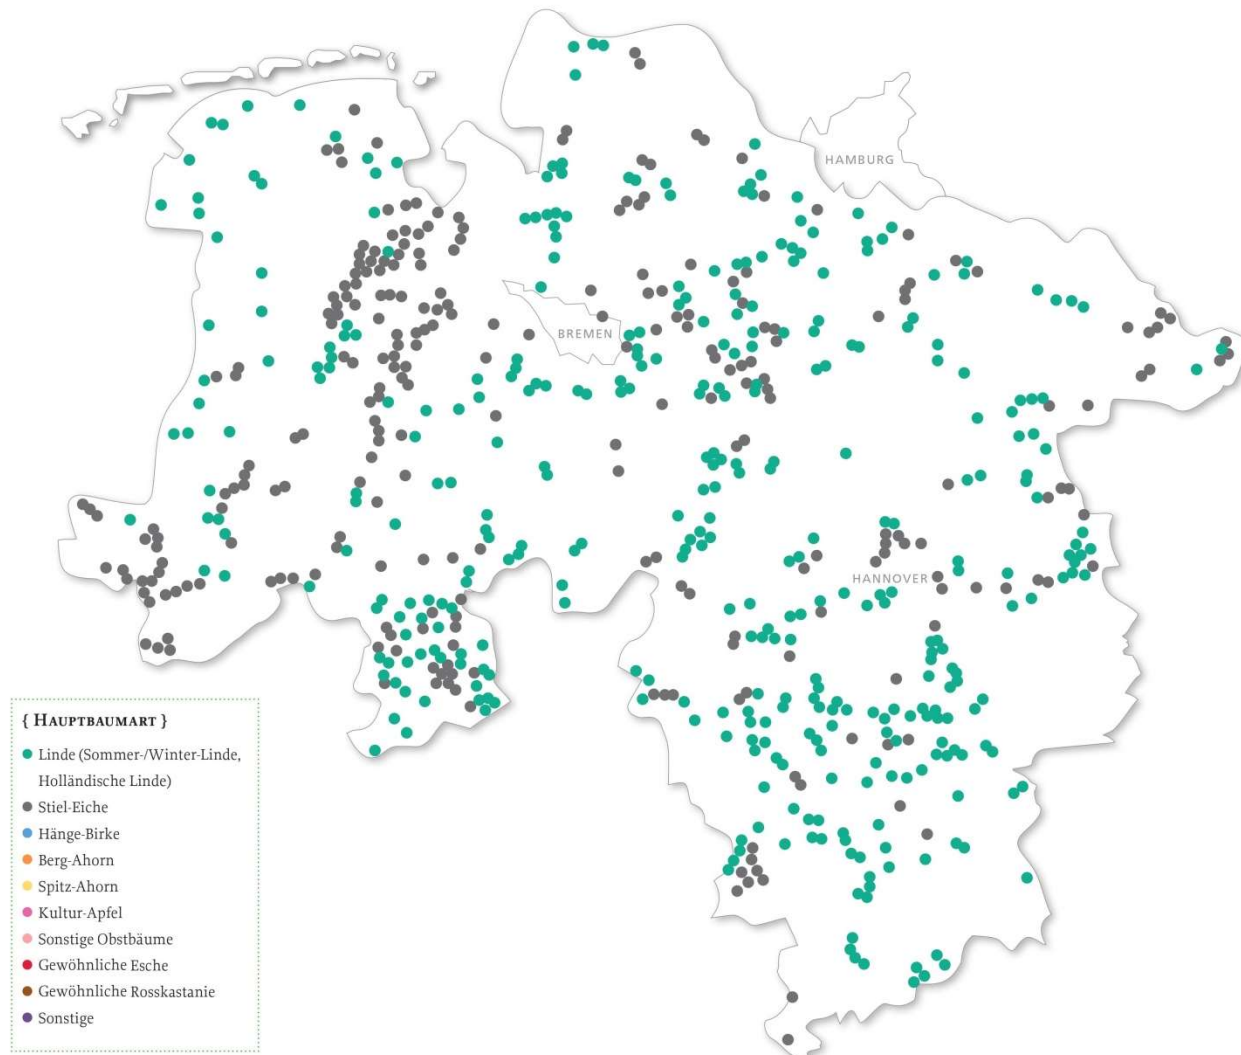 HAMBURG
BREMEN
HANNOVER
{ HAUPTBAUMART }
Linde (Sommer-/Winter-Linde,
Holländische Linde)
Stiel-Eiche
Hänge-Birke
Berg-Ahorn
Spitz-Ahorn
Kultur-Apfel
Sonstige Obstbäume
Gewöhnliche Esche
Gewöhnliche Rosskastanie
Sonstige